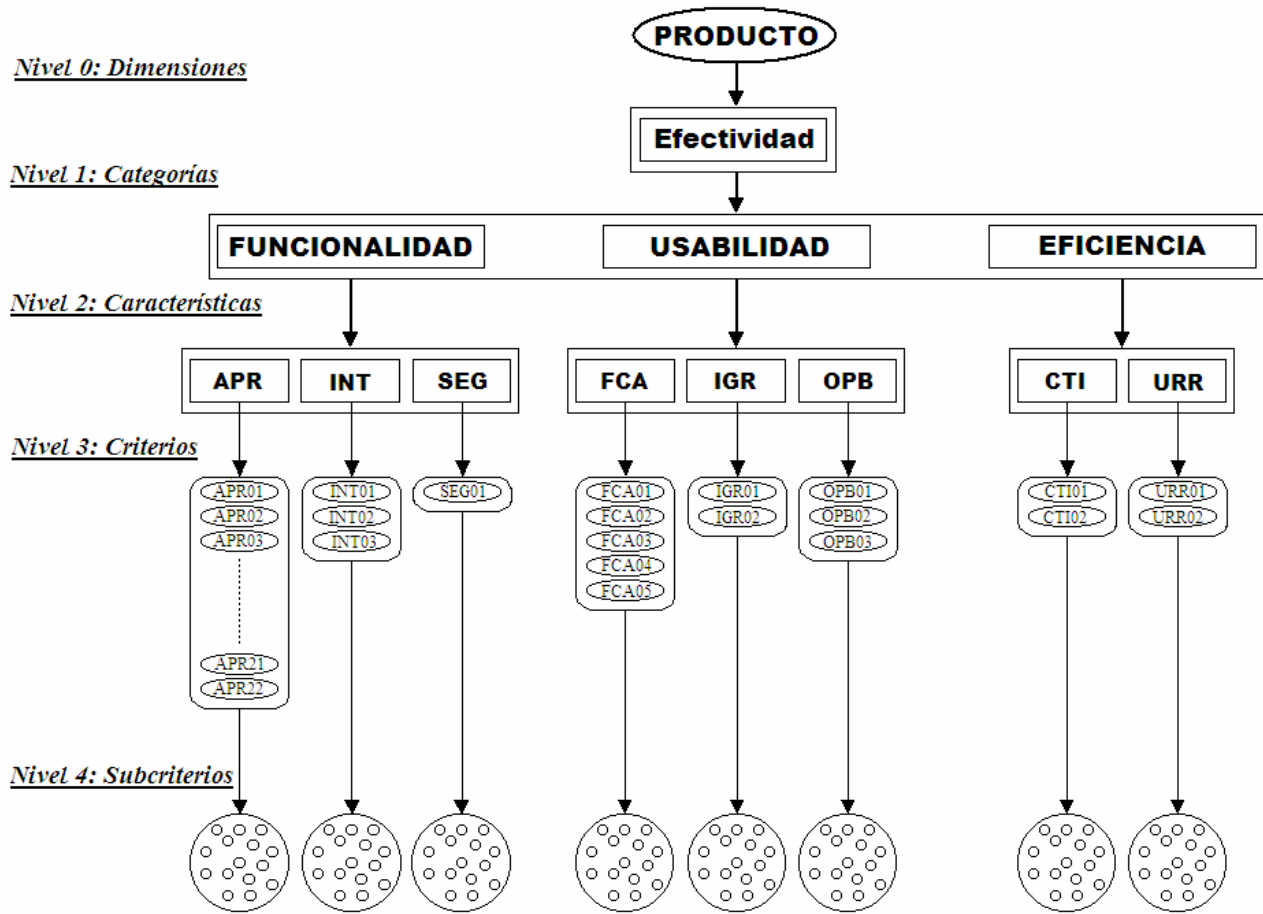 PRODUCTO
Nivel 0: Dimensiones
Efectividad
Nivel 1: Categorías
FUNCIONALIDAD USABILIDAD EFICIENCIA
Nivel 2: Características
APR INT SEG FCA IGR OPB CTI URR
Nivel 3: Criterios
APR01 INT01 SEG01 FCA01 IGR01 OPB01 CTI01 URR01
APR02 INT02 FCA02 IGR02 OPB02 CTI02 URR02
APR03 INT03 FCA03 OPB03
FCA04
FCA05
APR21
APR22
Nivel 4: Subcriterios